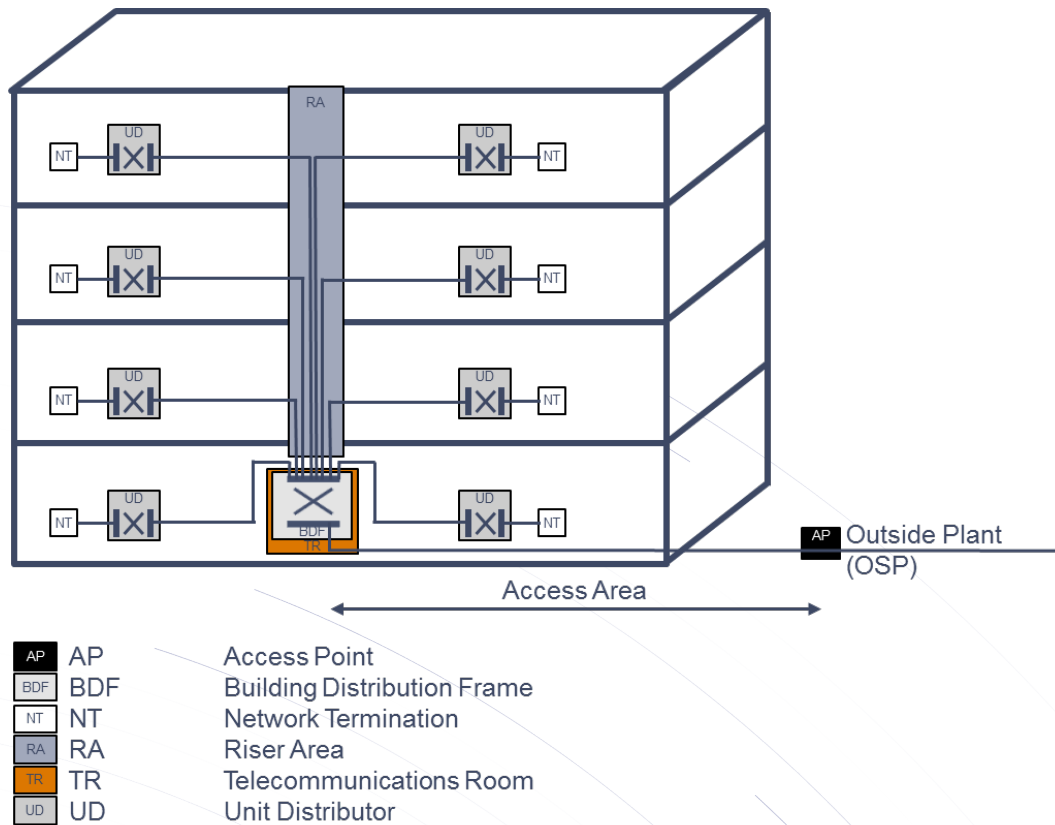 RA
UD
UD
NT
NT
UD
UD
NT
NT
UD
UD
NT
NT
UD
UD
NT
NT
BDF
TR
AP Outside Plant
(OSP)
Access Area
AP AP Access Point
BDF BDF Building Distribution Frame
NT NT Network Termination
RA RA Riser Area
TR TR Telecommunications Room
UD UD Unit Distributor